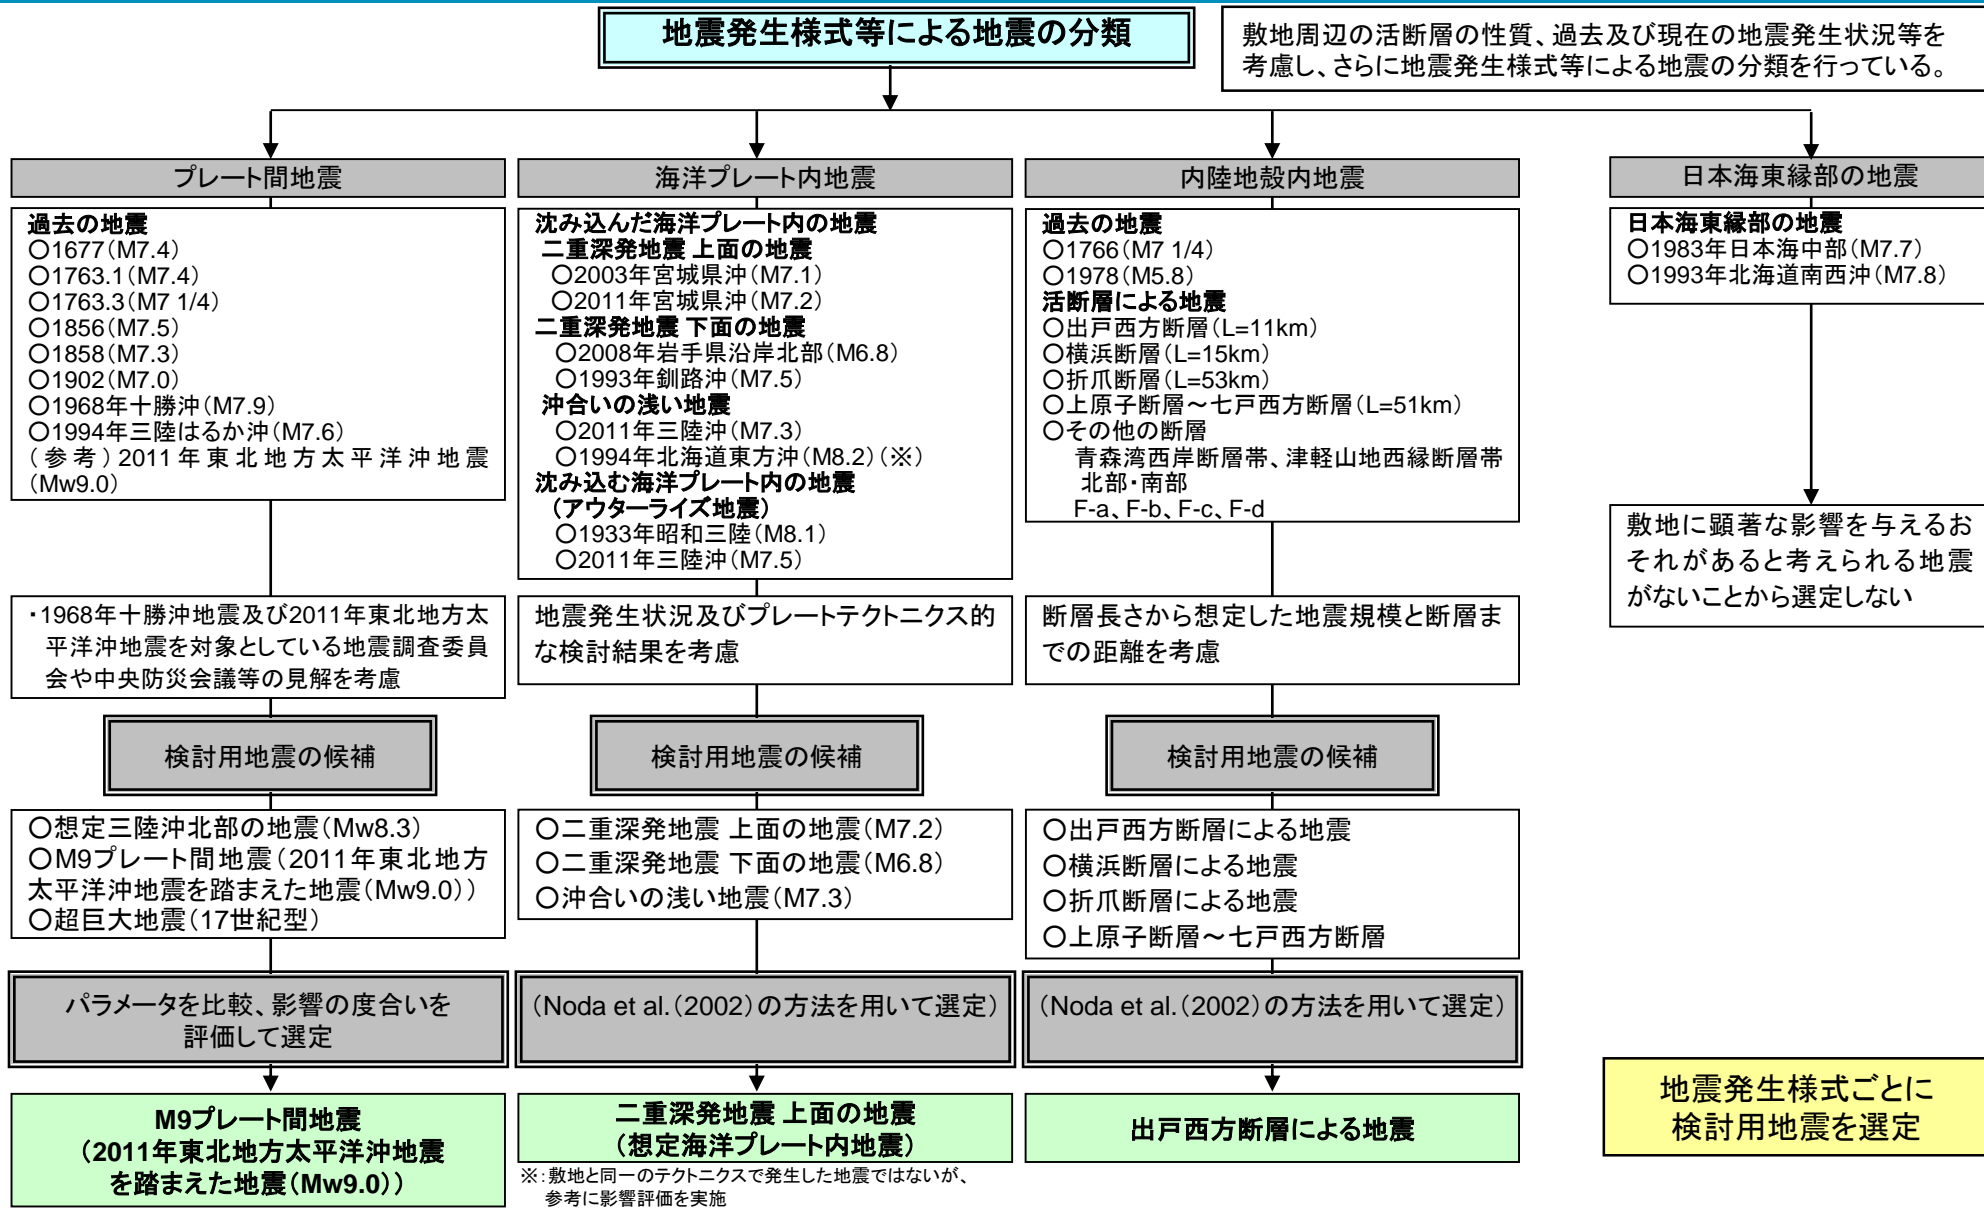 地震発生様式等による地震の分類
敷地周辺の活断層の性質、過去及び現在の地震発生状況等を
考慮し、さらに地震発生様式等による地震の分類を行っている。
プレート間地震
過去の地震
〇1677(M7.4)
〇1763.1(M7.4)
〇1763.3(M7 1/4)
〇1856(M7.5)
〇1858(M7.3)
〇1902(M7.0)
〇1968年十勝沖(M7.9)
〇1994年三陸はるか沖(M7.6)
(参考)2011年東北地方太平洋沖地震
(Mw9.0)
・1968年十勝沖地震及び2011年東北地方太
平洋沖地震を対象としている地震調査委員
会や中央防災会議等の見解を考慮
検討用地震の候補
〇想定三陸沖北部の地震(Mw8.3)
〇M9プレート間地震(2011年東北地方
太平洋沖地震を踏まえた地震(Mw9.0))
〇超巨大地震(17世紀型)
パラメータを比較、影響の度合いを
評価して選定
M9プレート間地震
(2011年東北地方太平洋沖地震
を踏まえた地震(Mw9.0))
海洋プレート内地震
沈み込んだ海洋プレート内の地震
二重深発地震 上面の地震
〇2003年宮城県沖(M7.1)
〇2011年宮城県沖(M7.2)
二重深発地震 下面の地震
〇2008年岩手県沿岸北部(M6.8)
〇1993年釧路沖(M7.5)
沖合いの浅い地震
〇2011年三陸沖(M7.3)
〇1994年北海道東方沖(M8.2)(※)
沈み込む海洋プレート内の地震
(アウターライズ地震)
〇1933年昭和三陸(M8.1)
〇2011年三陸沖(M7.5)
地震発生状況及びプレートテクトニクス的
な検討結果を考慮
検討用地震の候補
〇二重深発地震 上面の地震(M7.2)
〇二重深発地震 下面の地震(M6.8)
〇沖合いの浅い地震(M7.3)
(Noda et al.(2002)の方法を用いて選定)
二重深発地震 上面の地震
(想定海洋プレート内地震)
※:敷地と同一のテクトニクスで発生した地震ではないが、
参考に影響評価を実施
内陸地殻内地震
過去の地震
〇1766(M7 1/4)
〇1978(M5.8)
活断層による地震
〇出戸西方断層(L=11km)
〇横浜断層(L=15km)
〇折爪断層(L=53km)
〇上原子断層～七戸西方断層(L=51km)
〇その他の断層
青森湾西岸断層帯、津軽山地西縁断層帯
北部・南部
F-a、F-b、F-c、F-d
断層長さから想定した地震規模と断層ま
での距離を考慮
検討用地震の候補
〇出戸西方断層による地震
〇横浜断層による地震
〇折爪断層による地震
〇上原子断層～七戸西方断層
(Noda et al.(2002)の方法を用いて選定)
出戸西方断層による地震
日本海東縁部の地震
日本海東縁部の地震
〇1983年日本海中部(M7.7)
〇1993年北海道南西沖(M7.8)
敷地に顕著な影響を与えるお
それがあると考えられる地震
がないことから選定しない
地震発生様式ごとに
検討用地震を選定